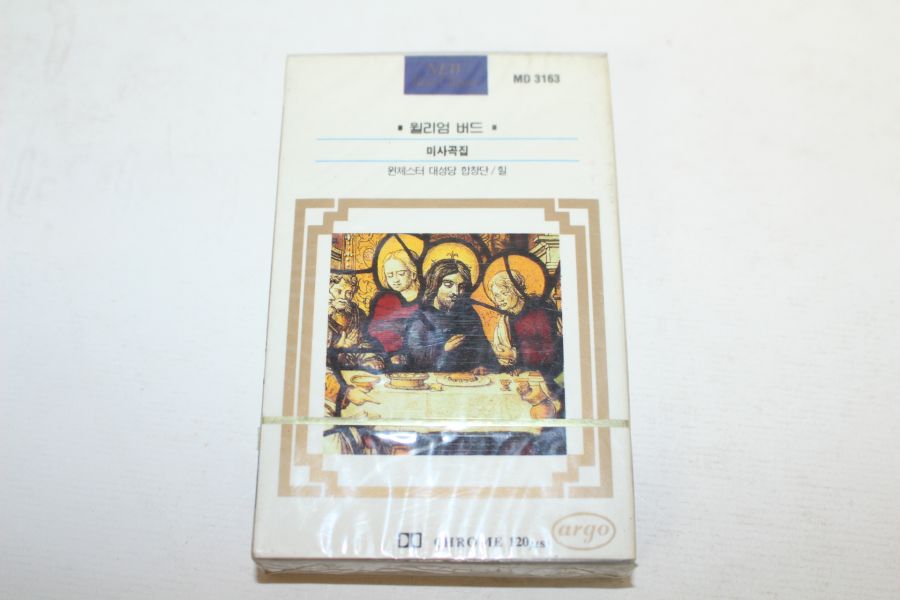 NEW
MD 3163
윌리엄 버드
미사곡집
윈체스터 대성당 합창단 / 힐
CHROME 120μs
argo